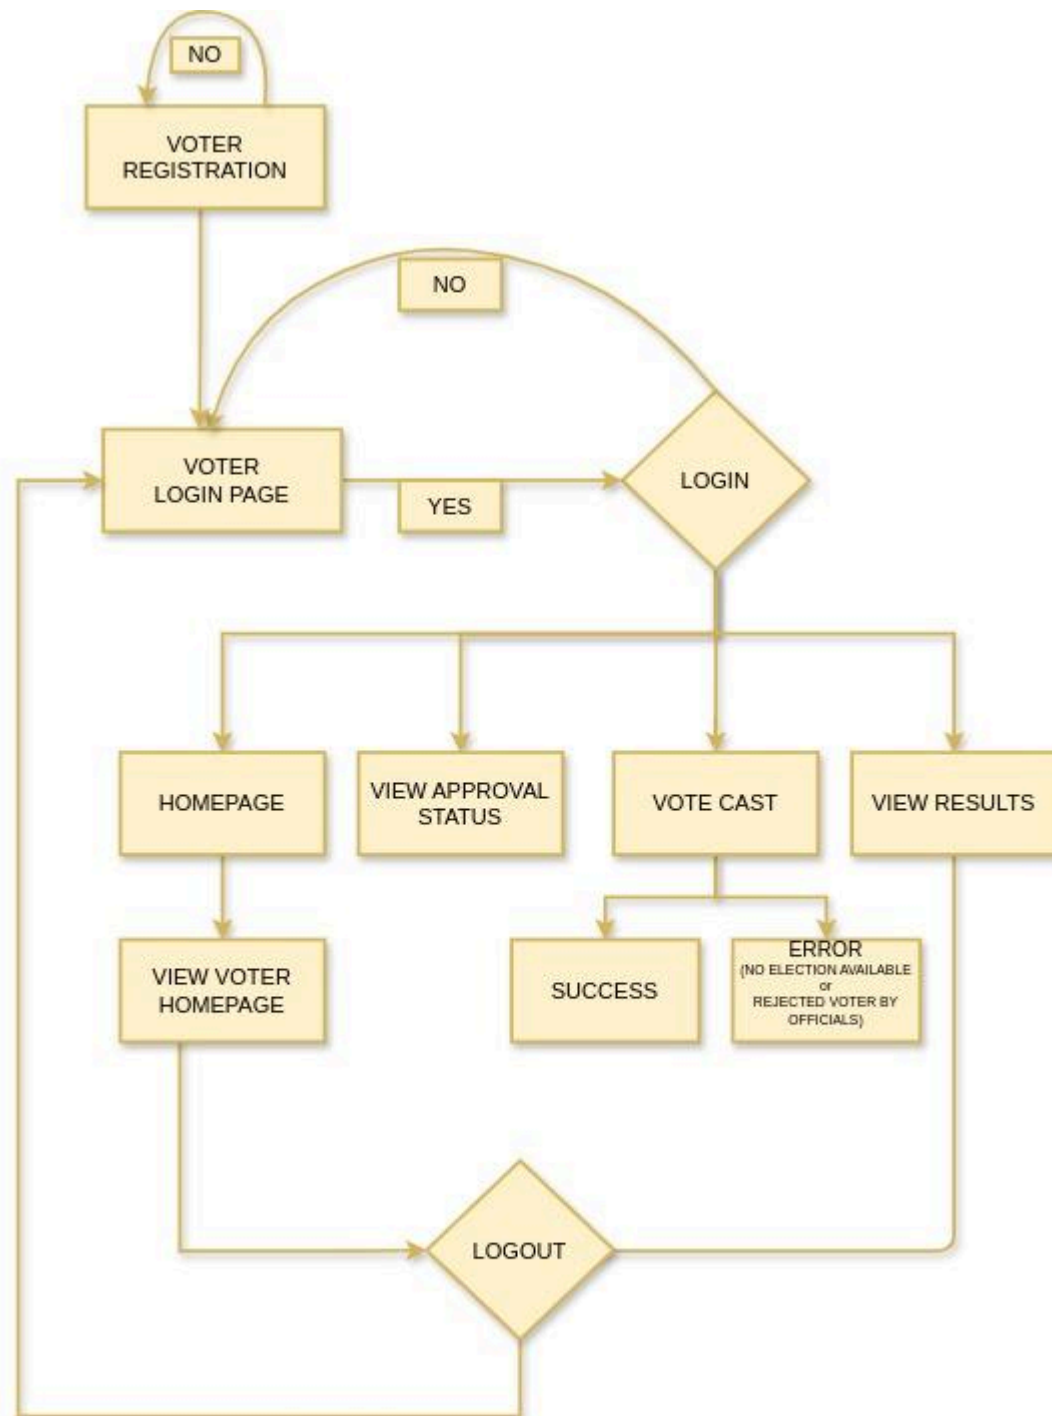 NO
VOTER
REGISTRATION
NO
VOTER
LOGIN PAGE
YES
LOGIN
HOMEPAGE
VIEW APPROVAL
STATUS
VOTE CAST
VIEW RESULTS
VIEW VOTER
HOMEPAGE
SUCCESS
ERROR
(NO ELECTION AVAILABLE
or
REJECTED VOTER BY
OFFICIALS)
LOGOUT